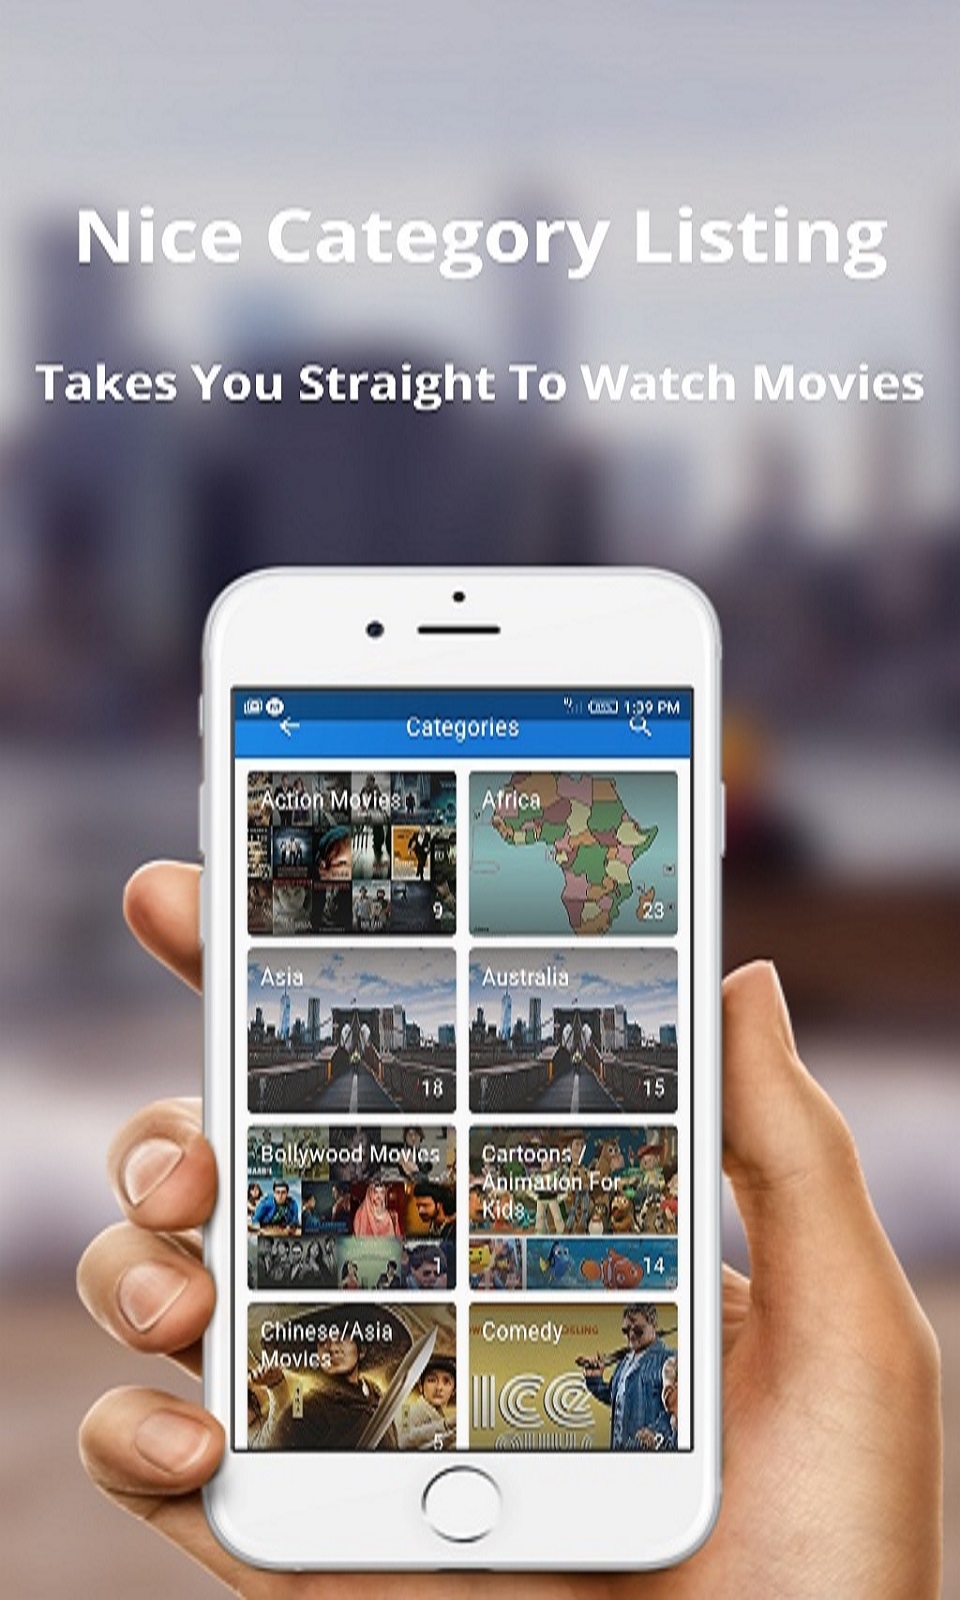 Nice Category Listing
Takes You Straight To Watch Movies
1:39 PM
Categories
Action Movies
9
Africa
23
Asia
18
Australia
15
Bollywood Movies
1
Cartoons /
Animation For
Kids
14
Chinese/Asia
Movies
5
Comedy
ICE
2